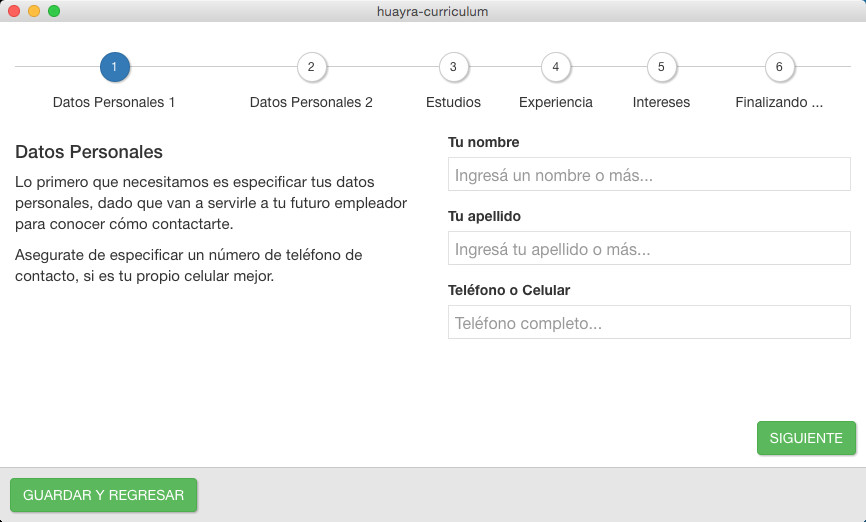 huayra-curriculum
1 2 3 4 5 6
Datos Personales 1 Datos Personales 2 Estudios Experiencia Intereses Finalizando ...
Datos Personales
Lo primero que necesitamos es especificar tus datos
personales, dado que van a servirle a tu futuro empleador
para conocer cómo contactarte.
Asegurate de especificar un número de teléfono de
contacto, si es tu propio celular mejor.
Tu nombre
Ingresá un nombre o más...
Tu apellido
Ingresá tu apellido o más...
Teléfono o Celular
Teléfono completo...
SIGUIENTE
GUARDAR Y REGRESAR